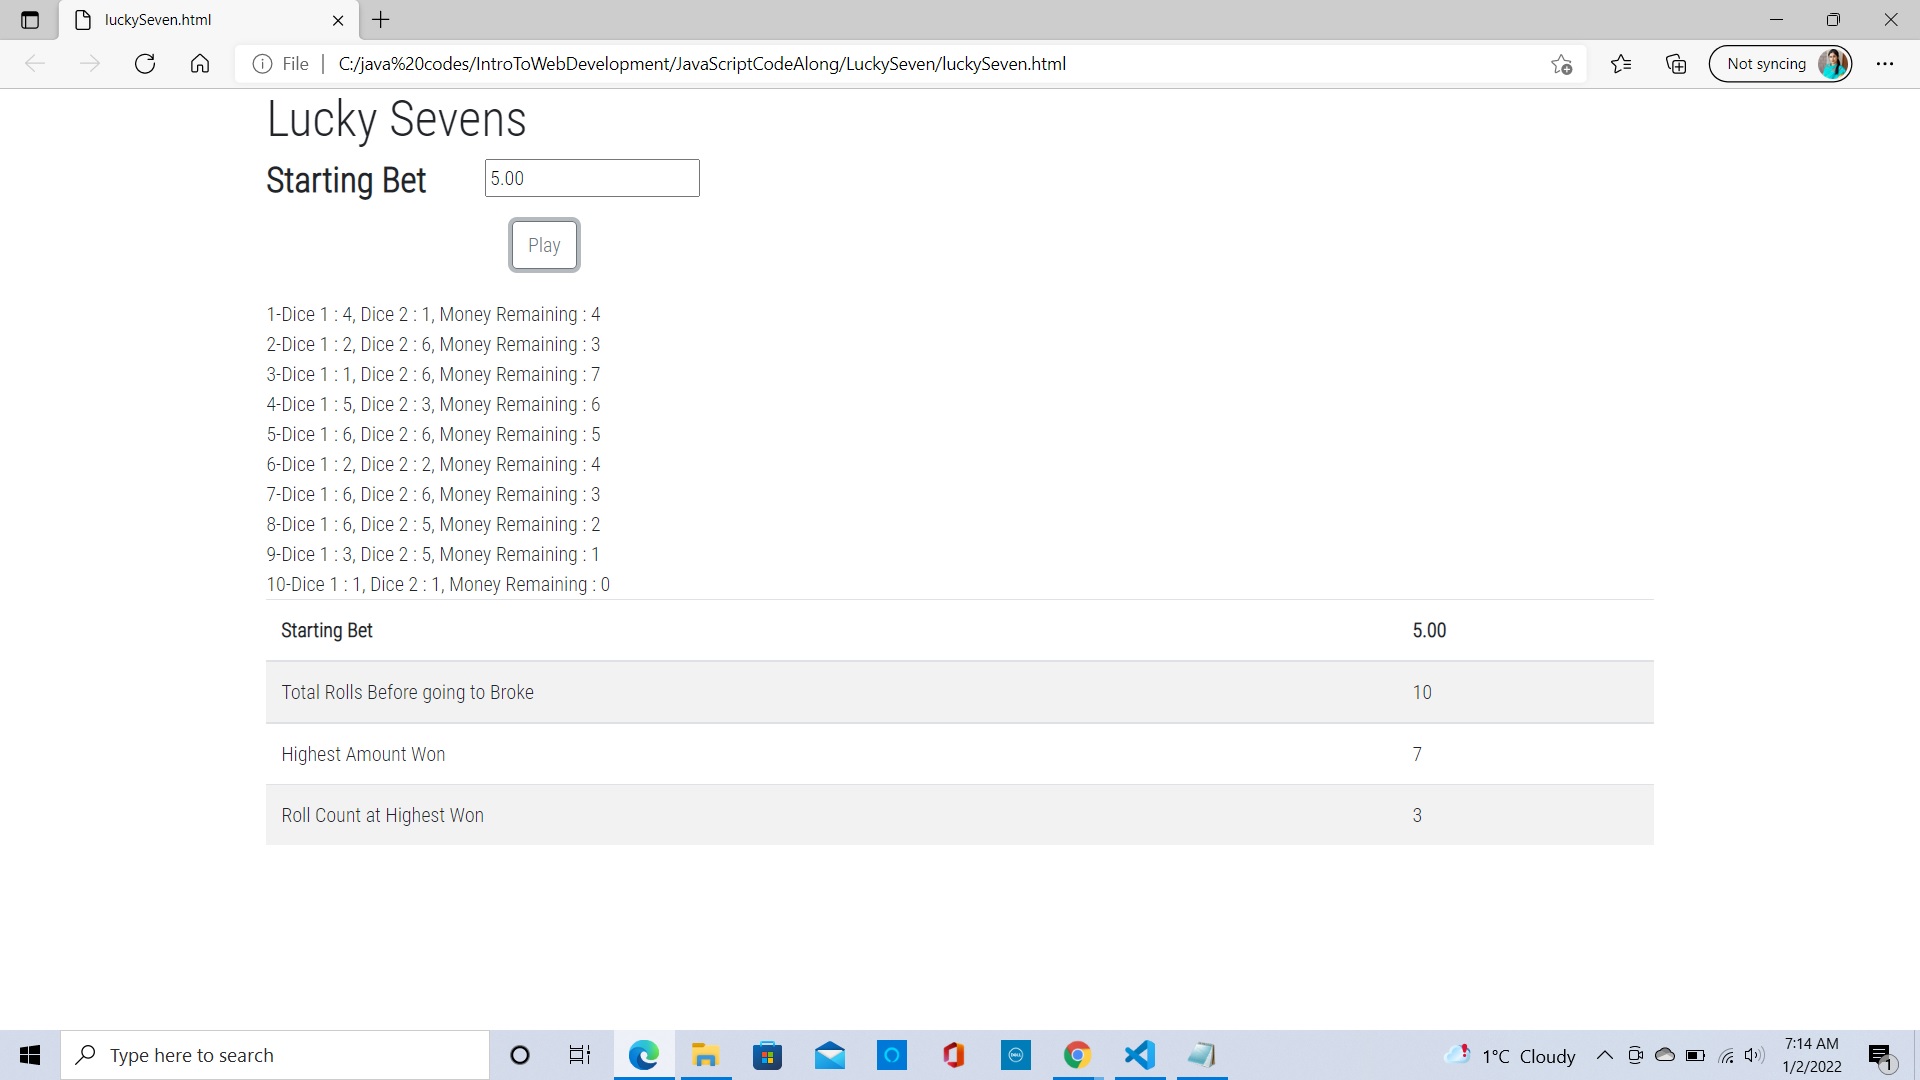 luckySeven.html
File
C:/java%20codes/IntroToWebDevelopment/JavaScriptCodeAlong/LuckySeven/luckySeven.html
Not syncing
Lucky Sevens
Starting Bet 5.00
Play
1-Dice 1 : 4, Dice 2 : 1, Money Remaining : 4
2-Dice 1 : 2, Dice 2 : 6, Money Remaining : 3
3-Dice 1 : 1, Dice 2 : 6, Money Remaining : 7
4-Dice 1 : 5, Dice 2 : 3, Money Remaining : 6
5-Dice 1 : 6, Dice 2 : 6, Money Remaining : 5
6-Dice 1 : 2, Dice 2 : 2, Money Remaining : 4
7-Dice 1 : 6, Dice 2 : 6, Money Remaining : 3
8-Dice 1 : 6, Dice 2 : 5, Money Remaining : 2
9-Dice 1 : 3, Dice 2 : 5, Money Remaining : 1
10-Dice 1 : 1, Dice 2 : 1, Money Remaining : 0
Starting Bet 5.00
Total Rolls Before going to Broke 10
Highest Amount Won 7
Roll Count at Highest Won 3
Type here to search
DELL
1°C Cloudy
7:14 AM
1/2/2022
1